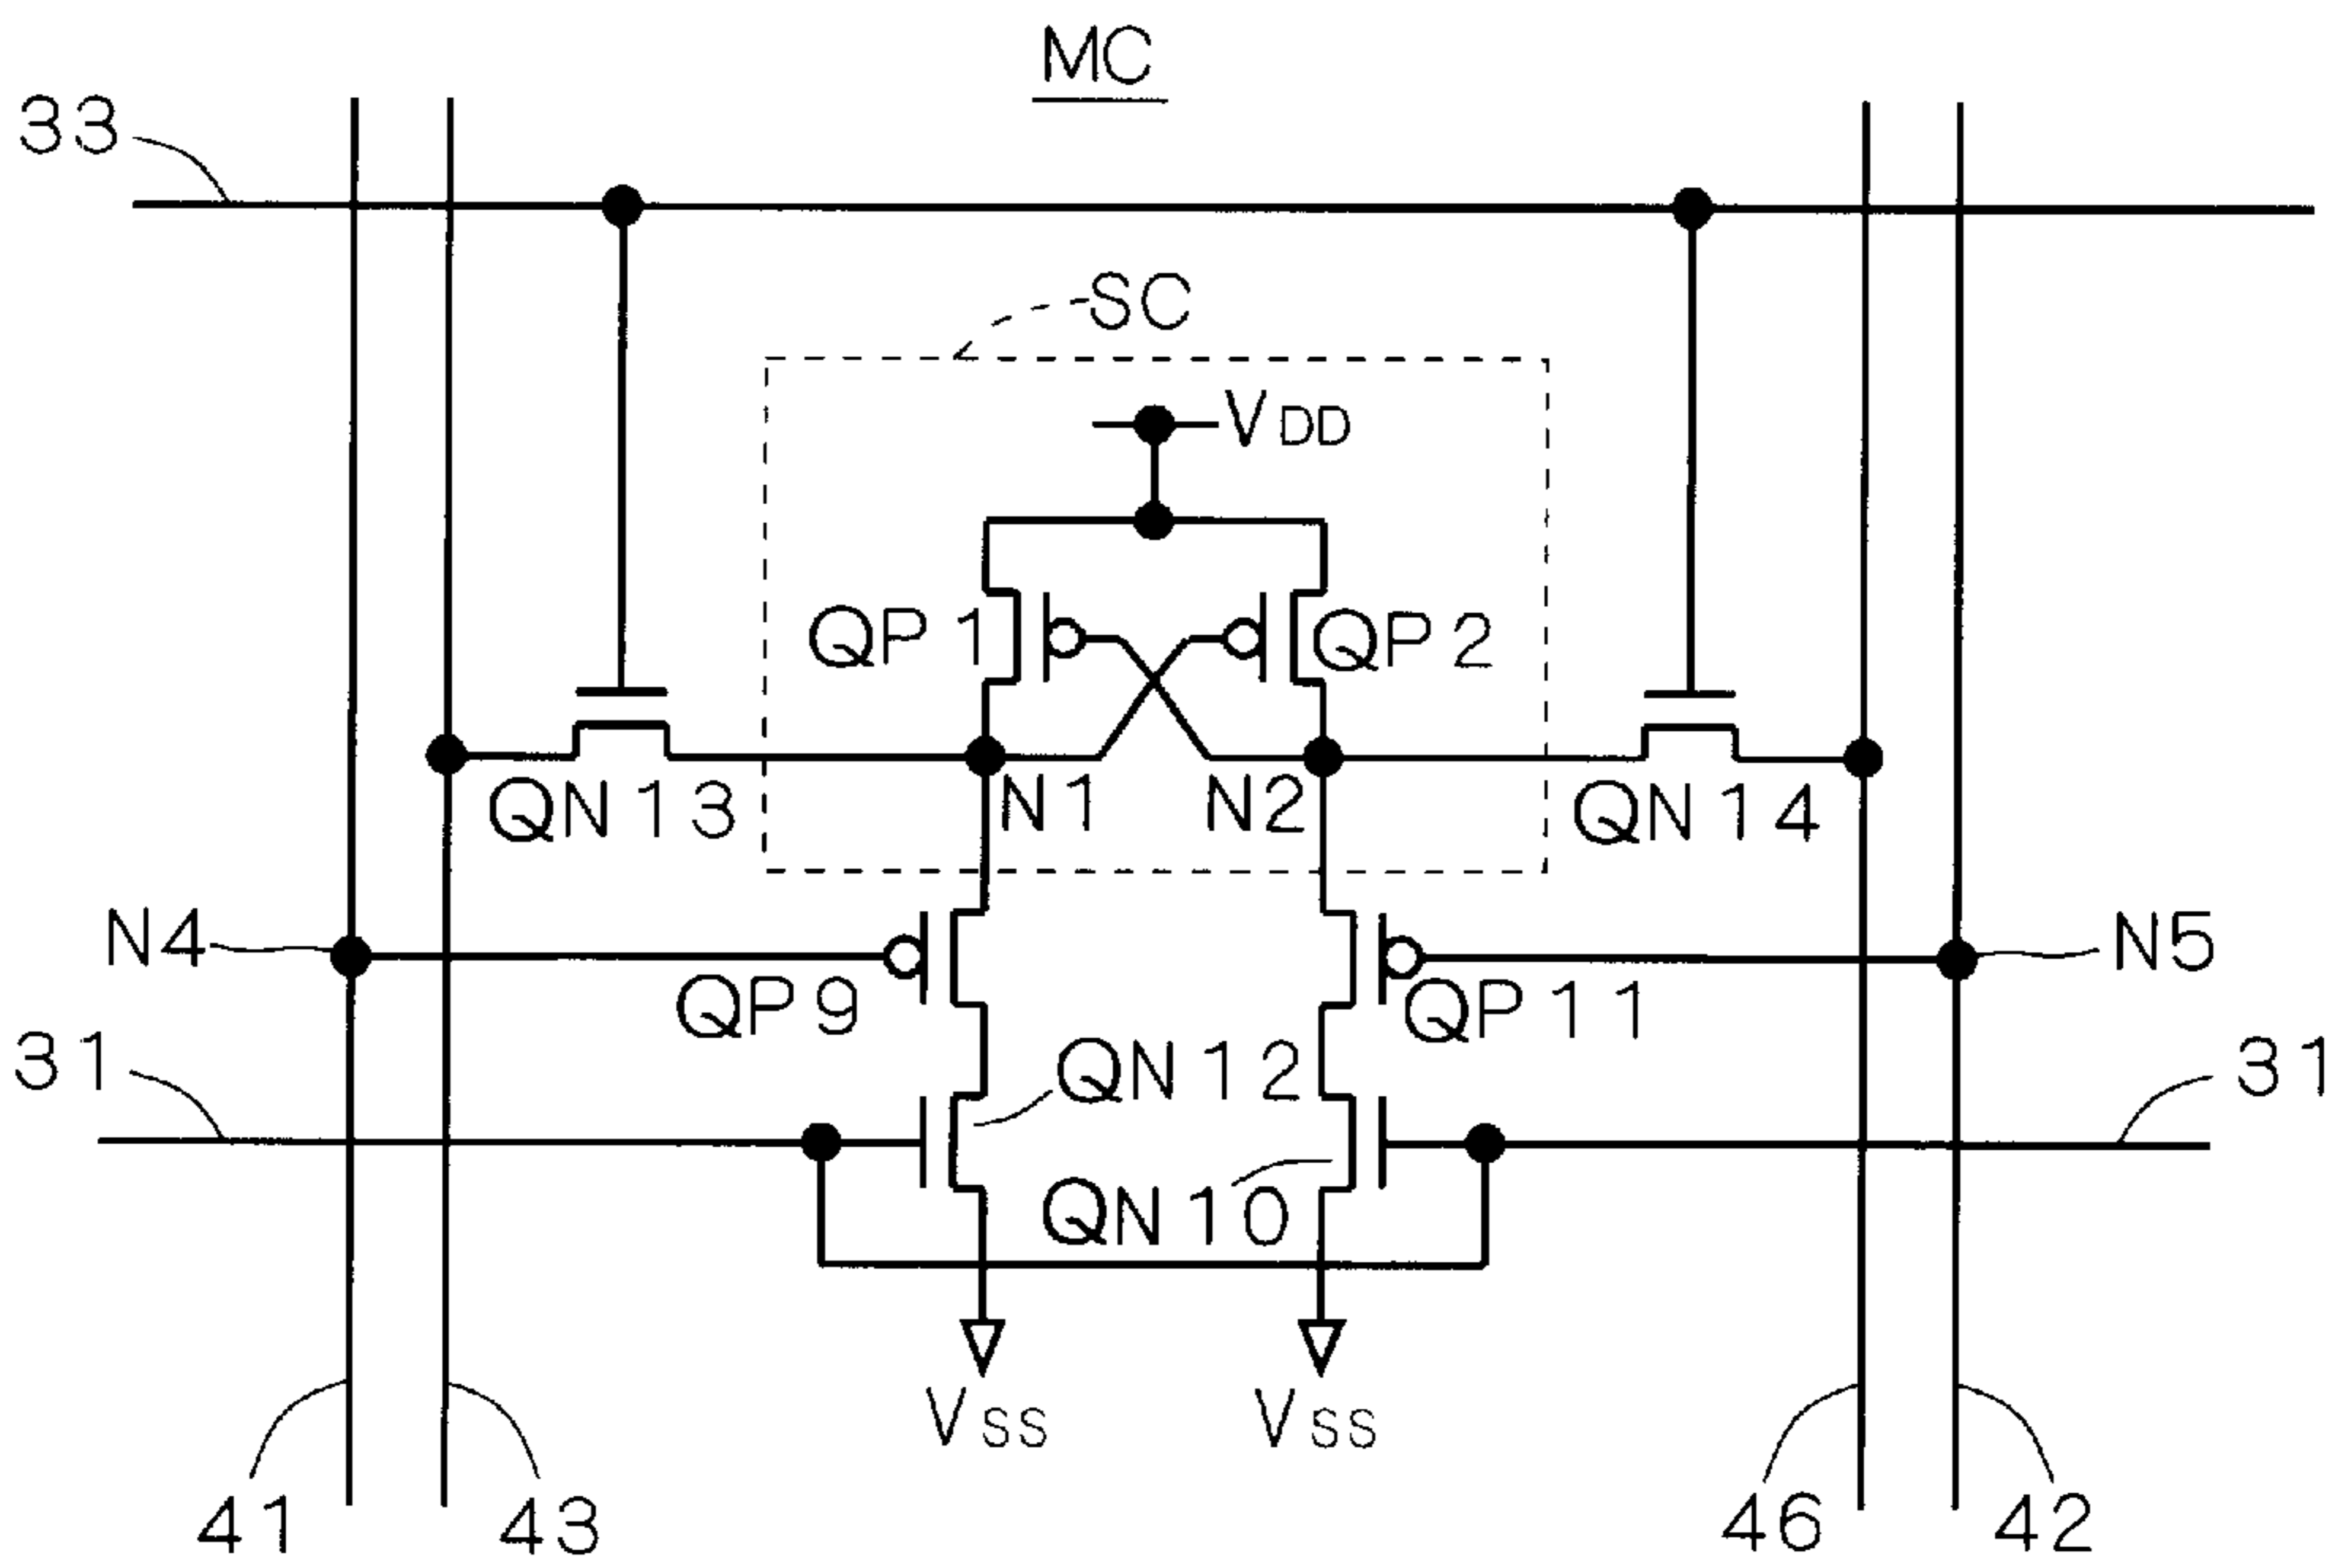 MC
33
SC
VDD
QP1 QP2
QN13 N1 N2 QN14
N4 N5
QP9 QP11
31 QN12 31
QN10
VSS VSS
41 43 46 42